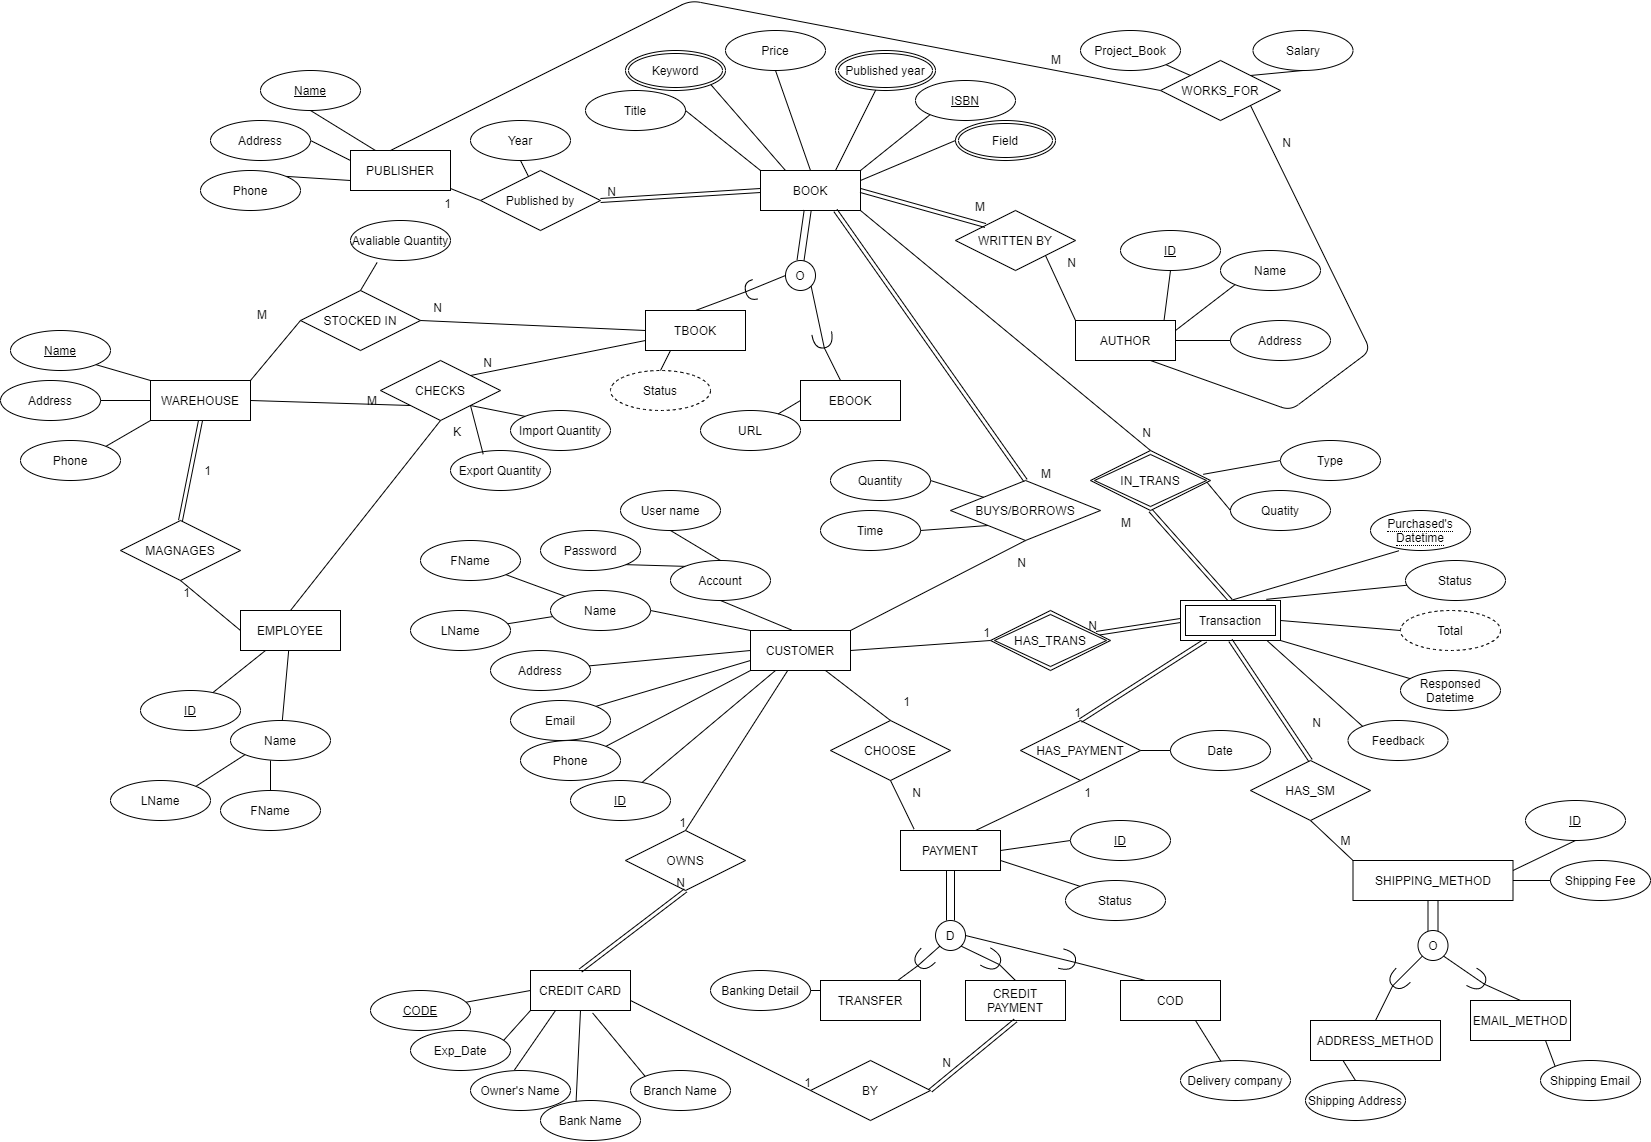 Price
Project_Book
Salary
M
Keyword
Published year
Name
WORKS_FOR
Title
ISBN
Address
Year
Field
N
PUBLISHER
Phone
BOOK
1
Published by
N
M
WRITTEN BY
N
Avaliable Quantity
ID
Name
O
M
STOCKED IN
N
TBOOK
AUTHOR
Address
Name
N
Status
Address
WAREHOUSE
M
CHECKS
EBOOK
K
Import Quantity
URL
N
Phone
1
Export Quantity
Quantity
M
IN_TRANS
Type
User name
BUYS/BORROWS
Quatity
Time
M
Purchased's
Datetime
MAGNAGES
FName
Password
N
Account
Status
1
Name
EMPLOYEE
LName
CUSTOMER
1
HAS_TRANS
N
Transaction
Total
Address
Responsed
Datetime
ID
Email
1
1
N
Name
Phone
CHOOSE
HAS_PAYMENT
Date
Feedback
LName
FName
ID
N
1
HAS_SM
1
ID
M
OWNS
PAYMENT
ID
N
SHIPPING_METHOD
Shipping Fee
Status
D
O
CREDIT CARD
Banking Detail
TRANSFER
CREDIT
PAYMENT
COD
CODE
EMAIL_METHOD
Exp_Date
ADDRESS_METHOD
N
Owner's Name
Branch Name
1
BY
Delivery company
Shipping Email
Bank Name
Shipping Address